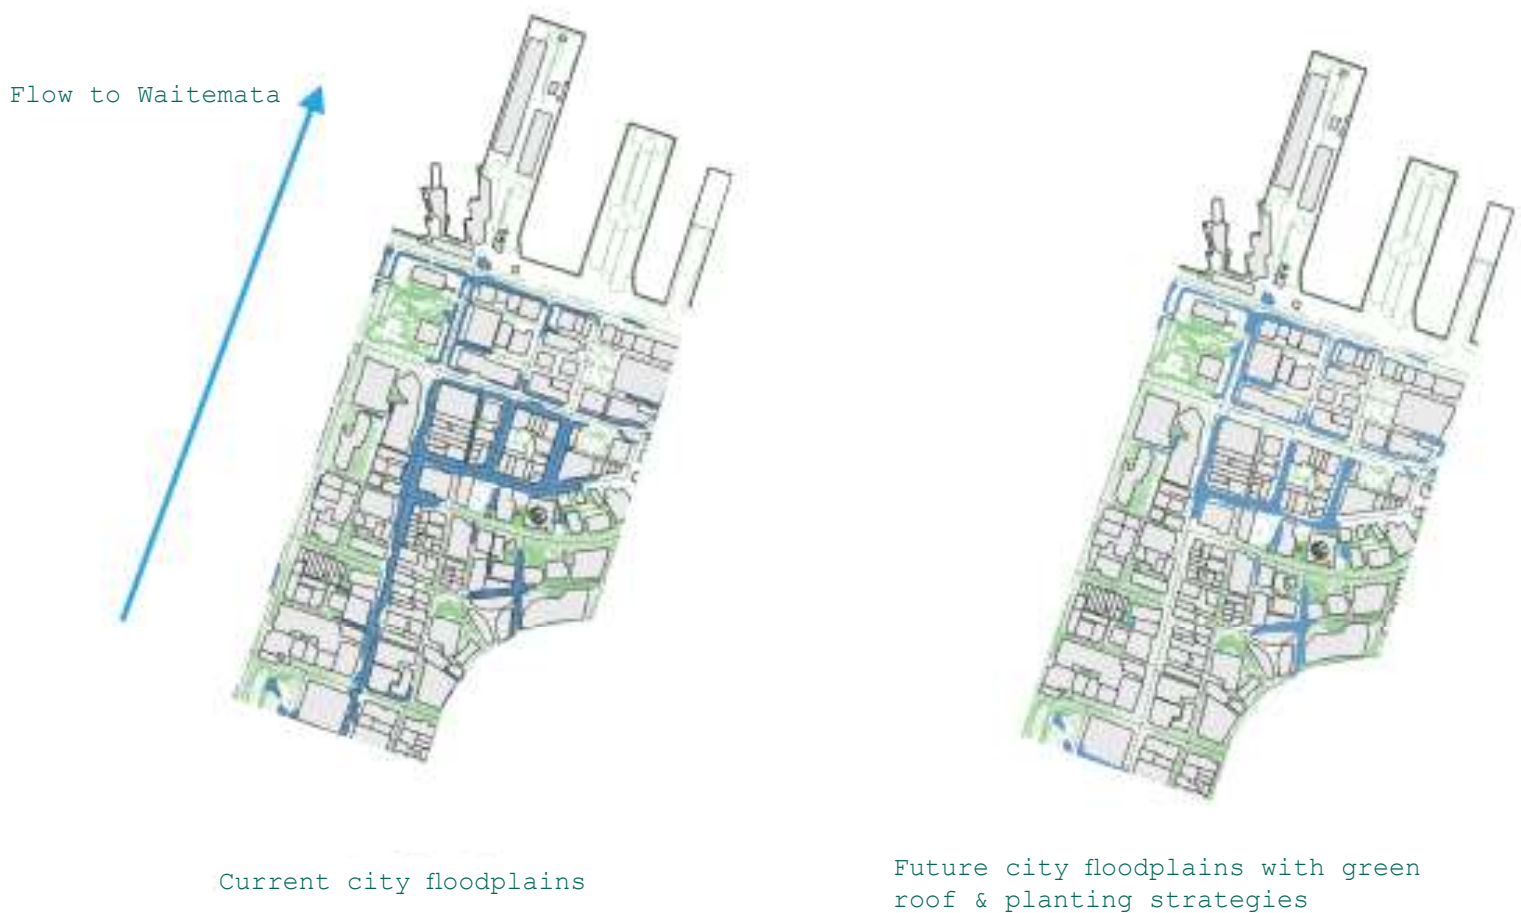 Flow to Waitemata
Current city floodplains
Future city floodplains with green
roof & planting strategies